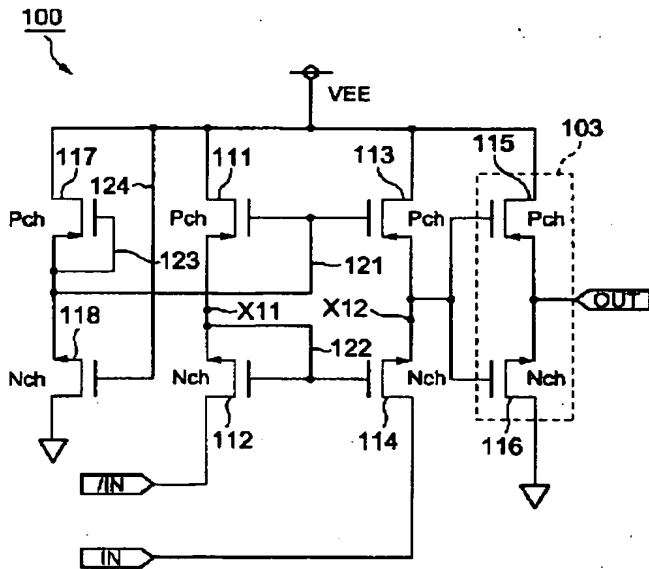 100
VEE
103
117
124
111
113
115
Pch
Pch
Pch
Pch
123
121
118
X11
X12
OUT
122
Nch
Nch
Nch
Nch
112
114
116
/IN
IN